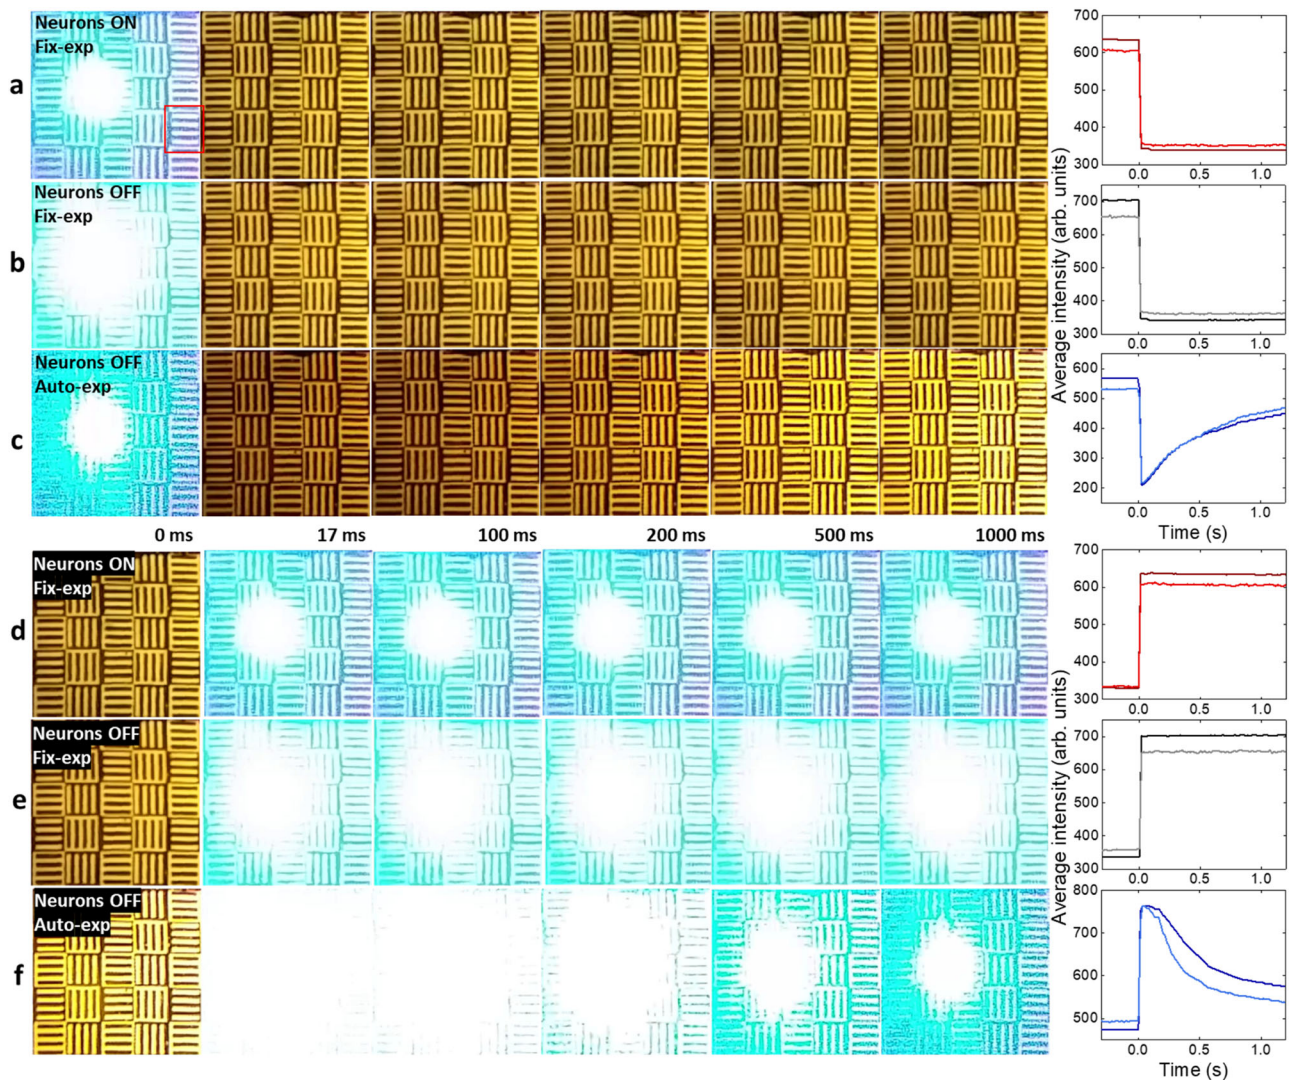 a
Neurons ON
Fix-exp
700
600
500
400
300
0.0 0.5 1.0
b
Neurons OFF
Fix-exp
700
600
500
400
300
0.0 0.5 1.0
Average intensity (arb. units)
c
Neurons OFF
Auto-exp
600
500
400
300
200
0.0 0.5 1.0
Time (s)
0 ms 17 ms 100 ms 200 ms 500 ms 1000 ms
d
Neurons ON
Fix-exp
700
600
500
400
300
0.0 0.5 1.0
e
Neurons OFF
Fix-exp
700
600
500
400
300
0.0 0.5 1.0
Average intensity (arb. units)
f
Neurons OFF
Auto-exp
800
700
600
500
0.0 0.5 1.0
Time (s)